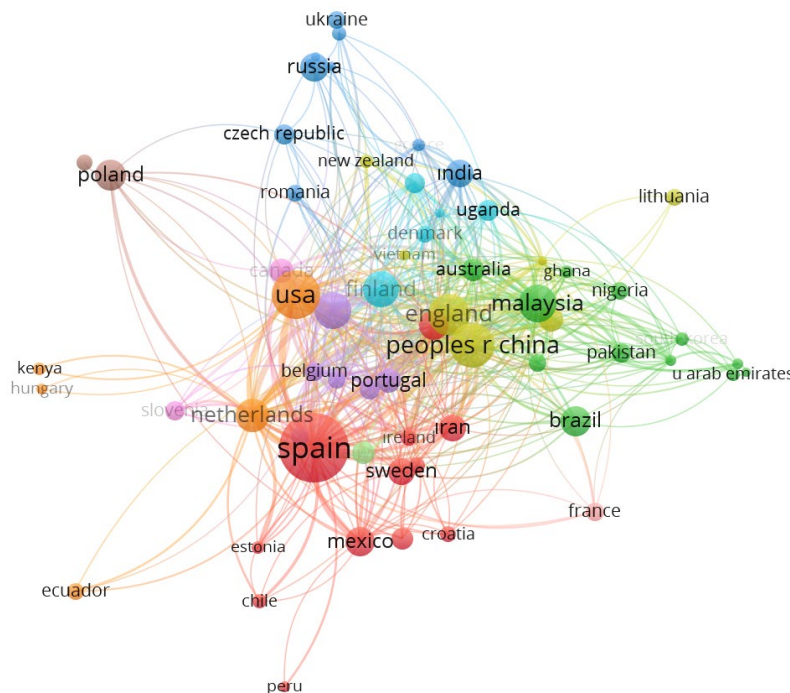 ukraine
russia
czech republic
new zealand
poland
india
romania
lithuania
uganda
denmark
vietnam
canada
australia
ghana
finland
usa
malaysia
nigeria
england
south korea
peoples r china
pakistan
kenya
belgium
u arab emirates
portugal
hungary
slovenia
netherlands
brazil
iran
ireland
spain
sweden
france
mexico
croatia
estonia
ecuador
chile
peru